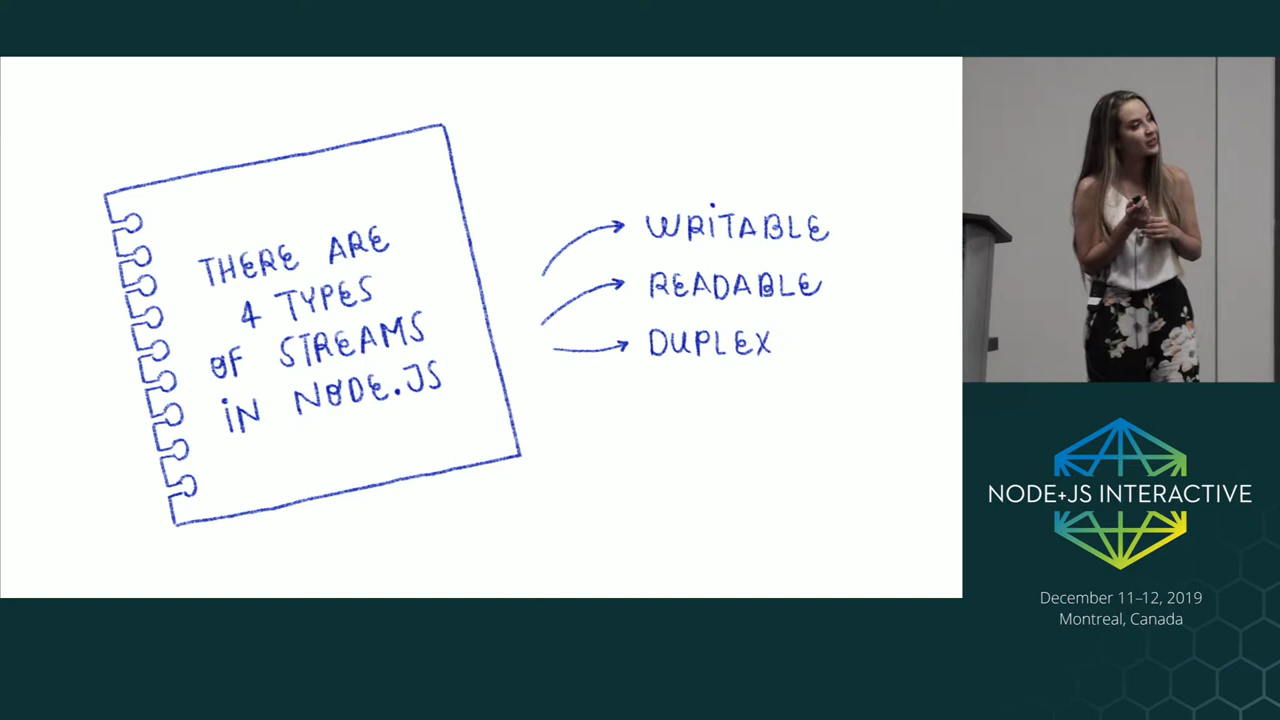 THERE ARE
4 TYPES
OF STREAMS
iN NODE.JS
WRiTABLE
READABLE
DUPLEX
NODE+JS INTERACTIVE
December 11–12, 2019
Montreal, Canada